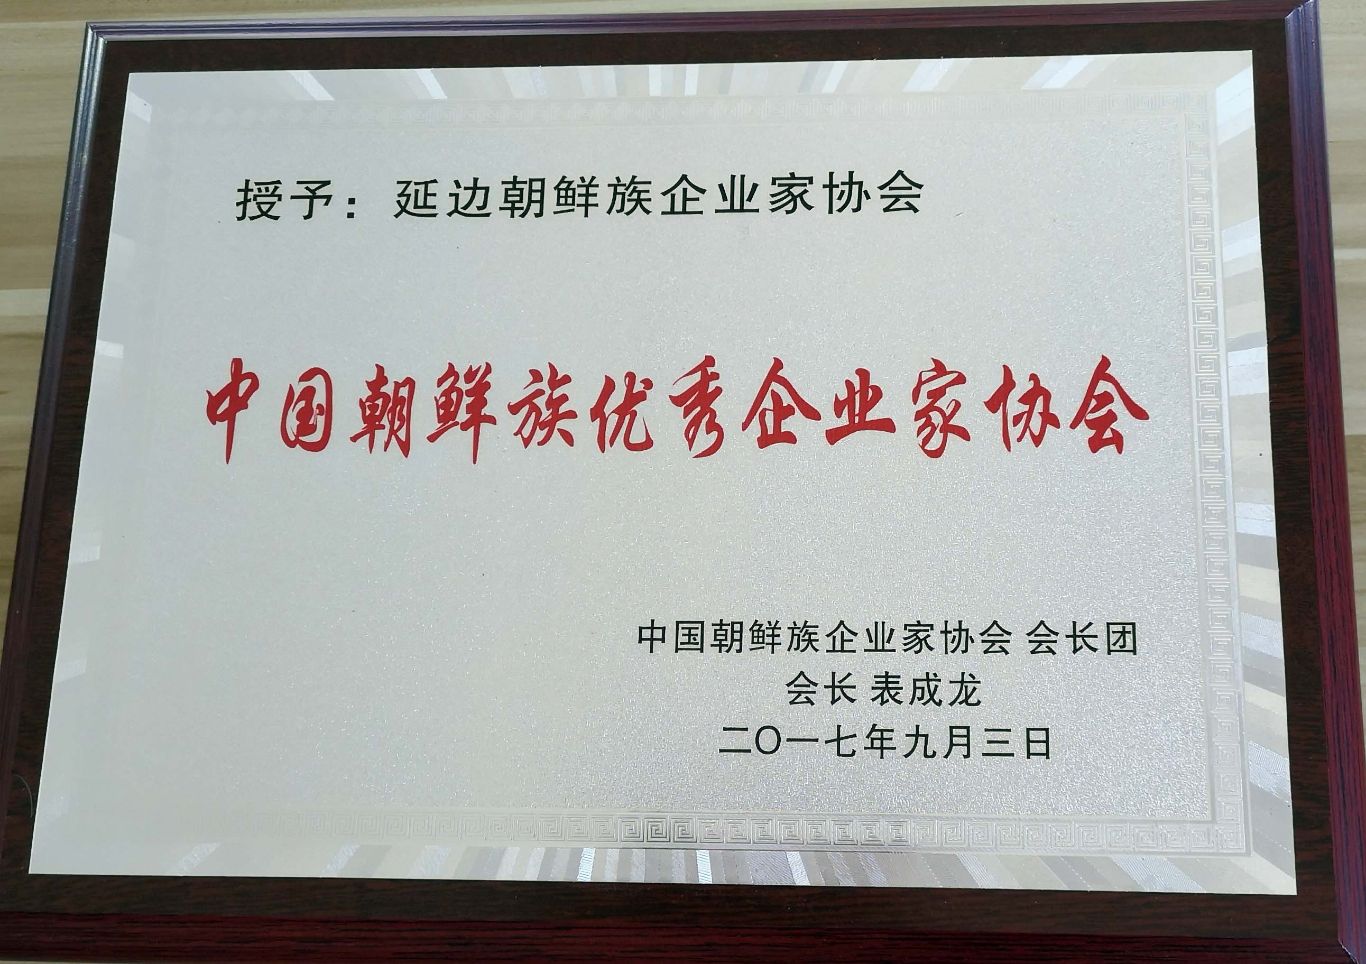 授予：延边朝鲜族企业家协会
中国朝鲜族优秀企业家协会
中国朝鲜族企业家协会 会长团
会长 表成龙
二〇一七年九月三日